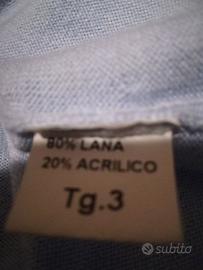 80% LANA
20% ACRILICO
Tg.3
subito